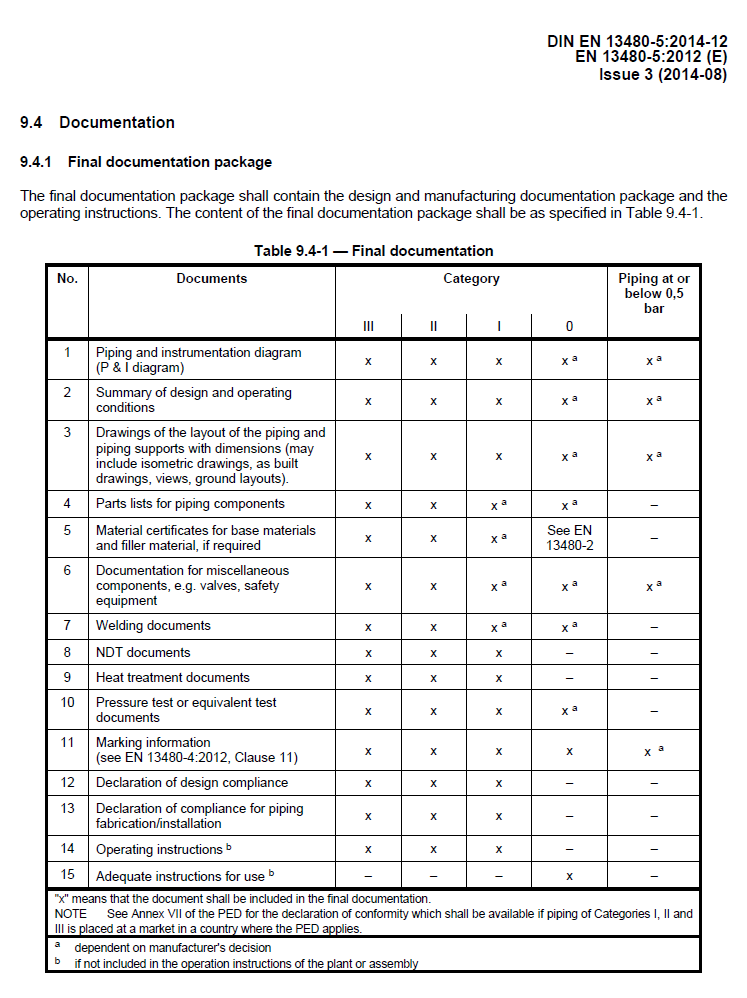 DIN EN 13480-5:2014-12
EN 13480-5:2012 (E)
Issue 3 (2014-08)
9.4 Documentation
9.4.1 Final documentation package
The final documentation package shall contain the design and manufacturing documentation package and the
operating instructions. The content of the final documentation package shall be as specified in Table 9.4-1.
Table 9.4-1 — Final documentation
No. Documents Category Piping at or
below 0,5
bar
III II I 0
1 Piping and instrumentation diagram
(P & I diagram) x x x x a x a
2 Summary of design and operating
conditions x x x x a x a
3 Drawings of the layout of the piping and
piping supports with dimensions (may
include isometric drawings, as built
drawings, views, ground layouts). x x x x a x a
4 Parts lists for piping components x x x a x a –
5 Material certificates for base materials
and filler material, if required x x x a See EN
13480-2 –
6 Documentation for miscellaneous
components, e.g. valves, safety
equipment x x x a x a x a
7 Welding documents x x x a x a –
8 NDT documents x x x – –
9 Heat treatment documents x x x – –
10 Pressure test or equivalent test
documents x x x x a –
11 Marking information
(see EN 13480-4:2012, Clause 11) x x x x x a
12 Declaration of design compliance x x x – –
13 Declaration of compliance for piping
fabrication/installation x x x – –
14 Operating instructions b x x x – –
15 Adequate instructions for use b – – – x –
"x" means that the document shall be included in the final documentation.
NOTE See Annex VII of the PED for the declaration of conformity which shall be available if piping of Categories I, II and
III is placed at a market in a country where the PED applies.
a dependent on manufacturer's decision
b if not included in the operation instructions of the plant or assembly